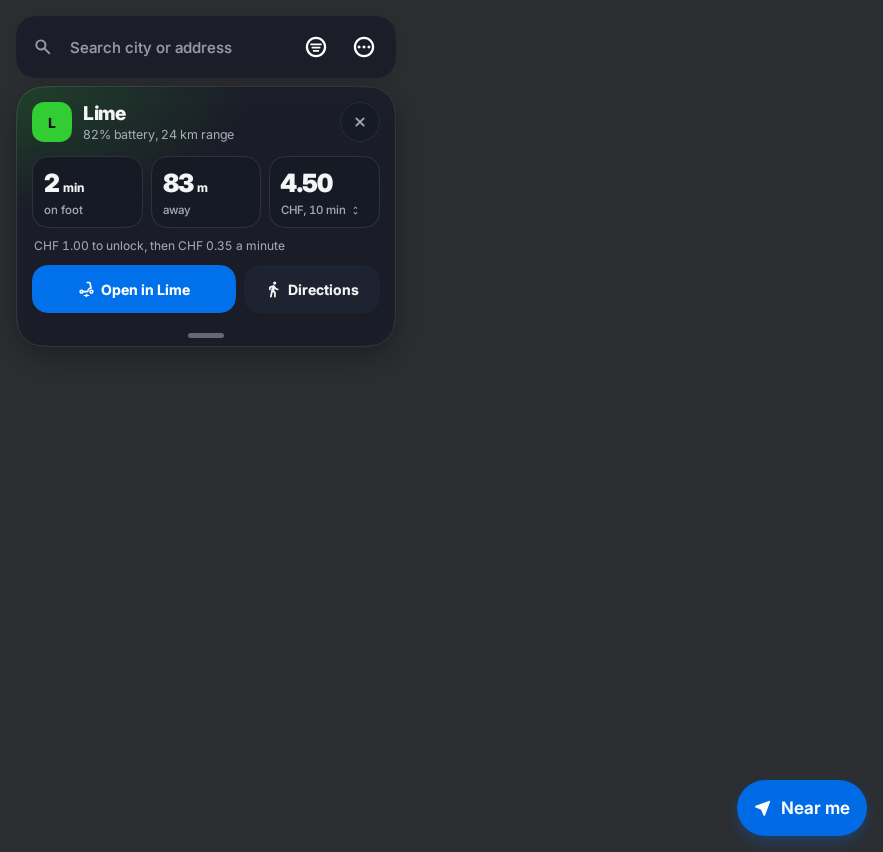 Search city or address
L
Lime
82% battery, 24 km range
2 min
on foot
83 m
away
4.50
CHF, 10 min
CHF 1.00 to unlock, then CHF 0.35 a minute
Open in Lime
Directions
Near me